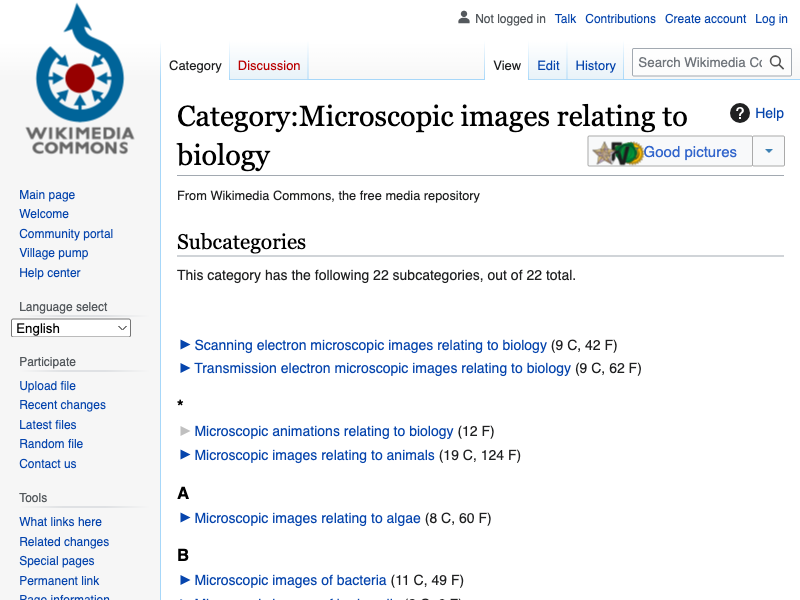 Not logged in Talk Contributions Create account Log in
Category Discussion View Edit History Search Wikimedia Co
WIKIMEDIA
COMMONS
Main page
Welcome
Community portal
Village pump
Help center
Language select
English
Participate
Upload file
Recent changes
Latest files
Random file
Contact us
Tools
What links here
Related changes
Special pages
Permanent link
Page information
Category:Microscopic images relating to
biology
? Help
Good pictures
From Wikimedia Commons, the free media repository
Subcategories
This category has the following 22 subcategories, out of 22 total.
► Scanning electron microscopic images relating to biology (9 C, 42 F)
► Transmission electron microscopic images relating to biology (9 C, 62 F)
*
► Microscopic animations relating to biology (12 F)
► Microscopic images relating to animals (19 C, 124 F)
A
► Microscopic images relating to algae (8 C, 60 F)
B
► Microscopic images of bacteria (11 C, 49 F)